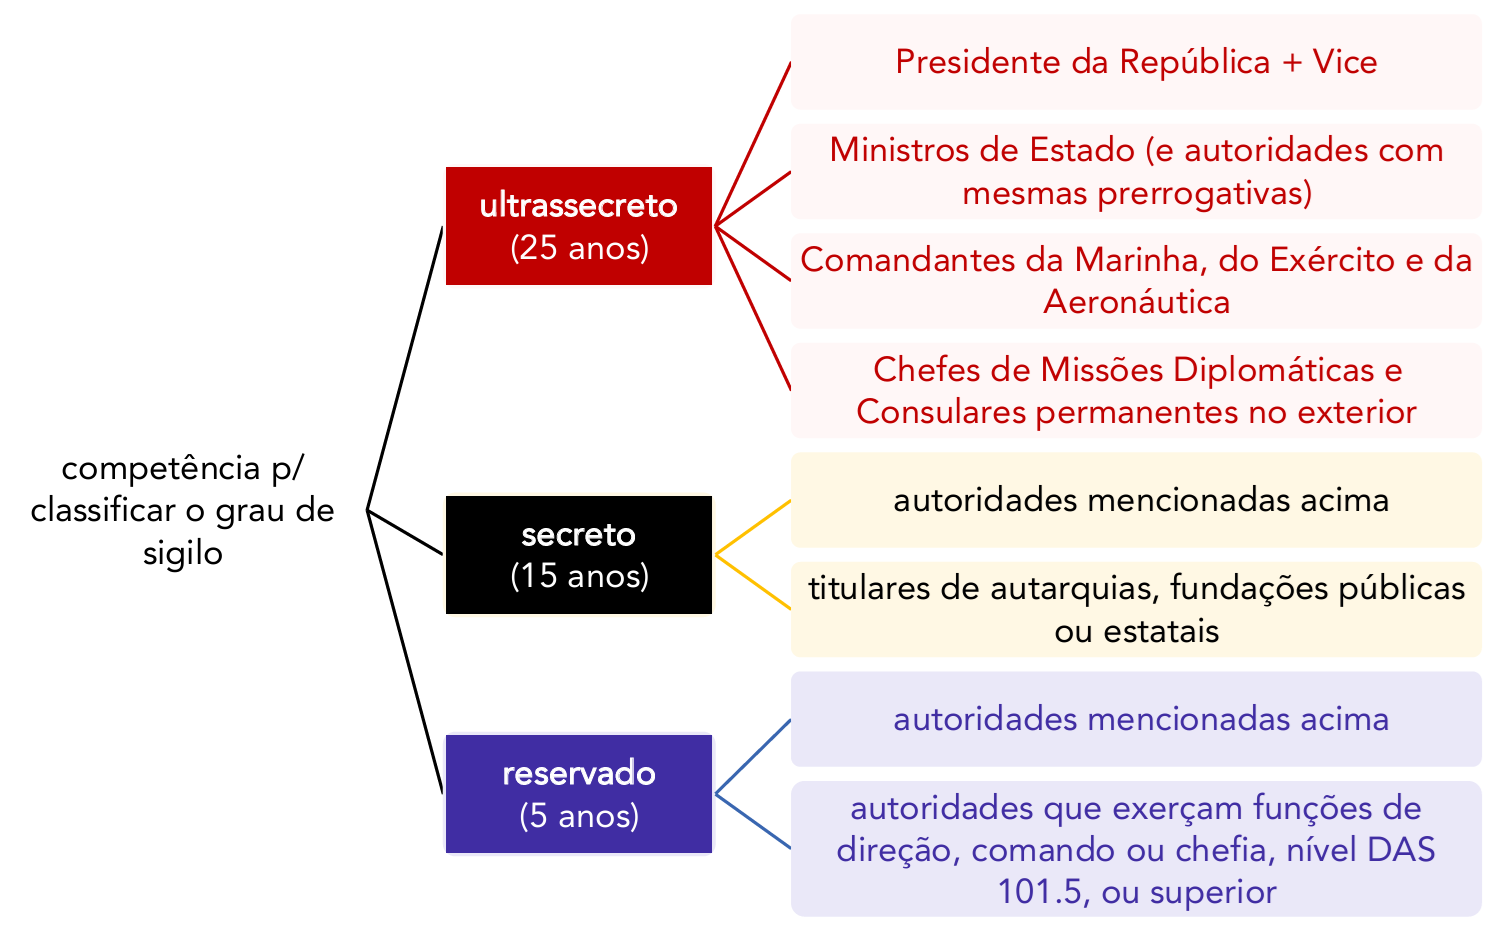 competência p/
classificar o grau de
sigilo
ultrassecreto
(25 anos)
Presidente da República + Vice
Ministros de Estado (e autoridades com
mesmas prerrogativas)
Comandantes da Marinha, do Exército e da
Aeronáutica
Chefes de Missões Diplomáticas e
Consulares permanentes no exterior
secreto
(15 anos)
autoridades mencionadas acima
titulares de autarquias, fundações públicas
ou estatais
reservado
(5 anos)
autoridades mencionadas acima
autoridades que exerçam funções de
direção, comando ou chefia, nível DAS
101.5, ou superior